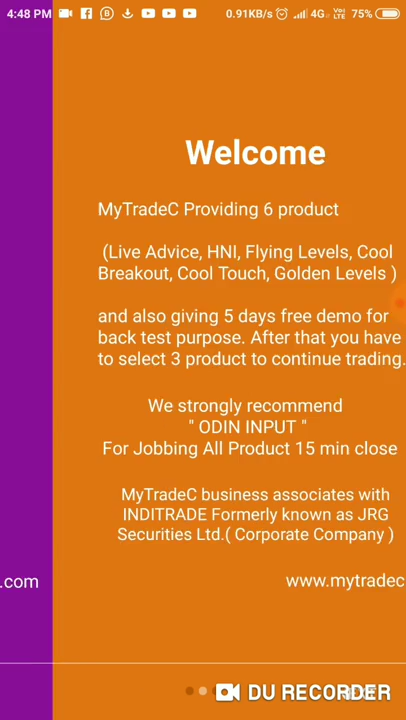 4:48 PM
0.91KB/s 4G Vo LTE 75%
Welcome
MyTradeC Providing 6 product
(Live Advice, HNI, Flying Levels, Cool
Breakout, Cool Touch, Golden Levels )
and also giving 5 days free demo for
back test purpose. After that you have
to select 3 product to continue trading.
We strongly recommend
" ODIN INPUT "
For Jobbing All Product 15 min close
MyTradeC business associates with
INDITRADE Formerly known as JRG
Securities Ltd.( Corporate Company )
.com
www.mytradec
DU RECORDER